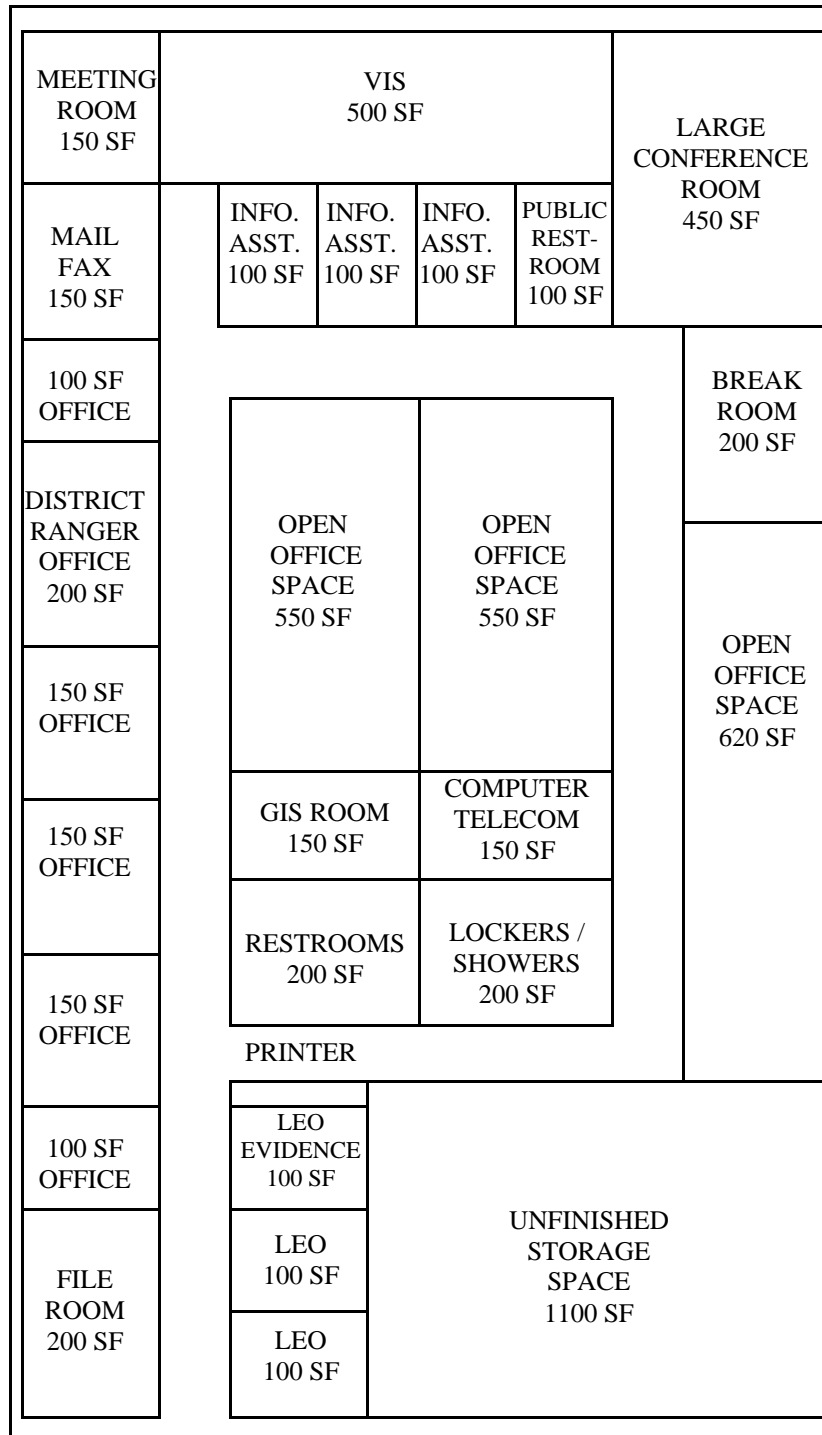 MEETING
ROOM
150 SF
VIS
500 SF
LARGE
CONFERENCE
ROOM
450 SF
MAIL
FAX
150 SF
INFO.
ASST.
100 SF
INFO.
ASST.
100 SF
INFO.
ASST.
100 SF
PUBLIC
REST-
ROOM
100 SF
100 SF
OFFICE
BREAK
ROOM
200 SF
DISTRICT
RANGER
OFFICE
200 SF
OPEN
OFFICE
SPACE
550 SF
OPEN
OFFICE
SPACE
550 SF
OPEN
OFFICE
SPACE
620 SF
150 SF
OFFICE
GIS ROOM
150 SF
COMPUTER
TELECOM
150 SF
150 SF
OFFICE
RESTROOMS
200 SF
LOCKERS /
SHOWERS
200 SF
150 SF
OFFICE
PRINTER
100 SF
OFFICE
LEO
EVIDENCE
100 SF
UNFINISHED
STORAGE
SPACE
1100 SF
LEO
100 SF
FILE
ROOM
200 SF
LEO
100 SF